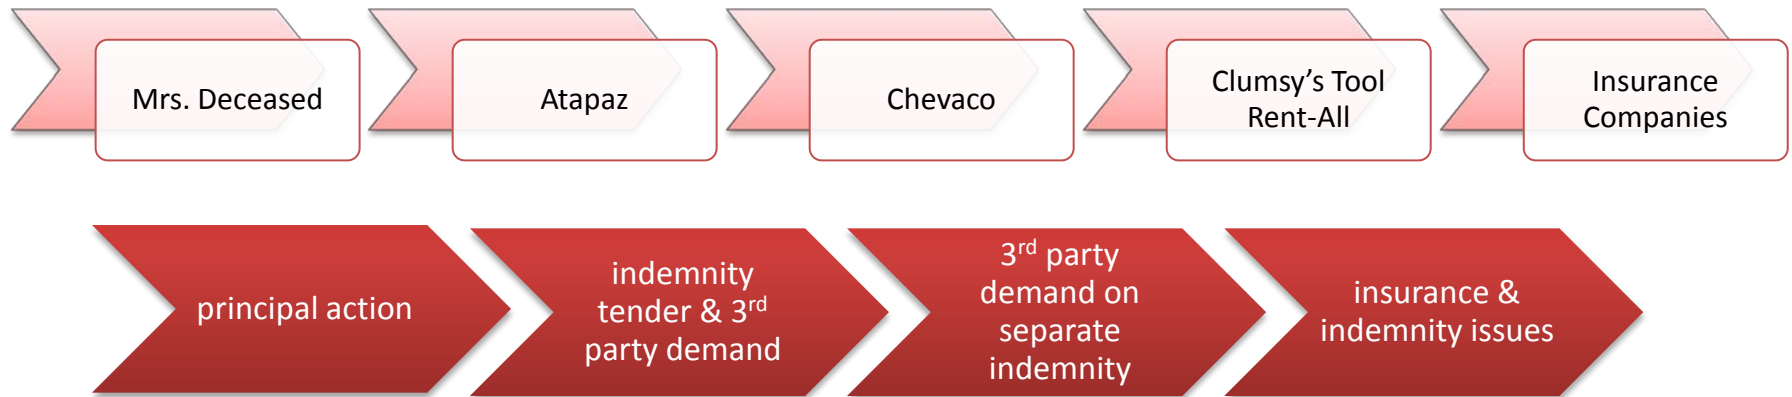 Mrs. Deceased
Atapaz
Chevaco
Clumsy’s Tool
Rent-All
Insurance
Companies
principal action
indemnity
tender & 3rd
party demand
3rd party
demand on
separate
indemnity
insurance &
indemnity issues